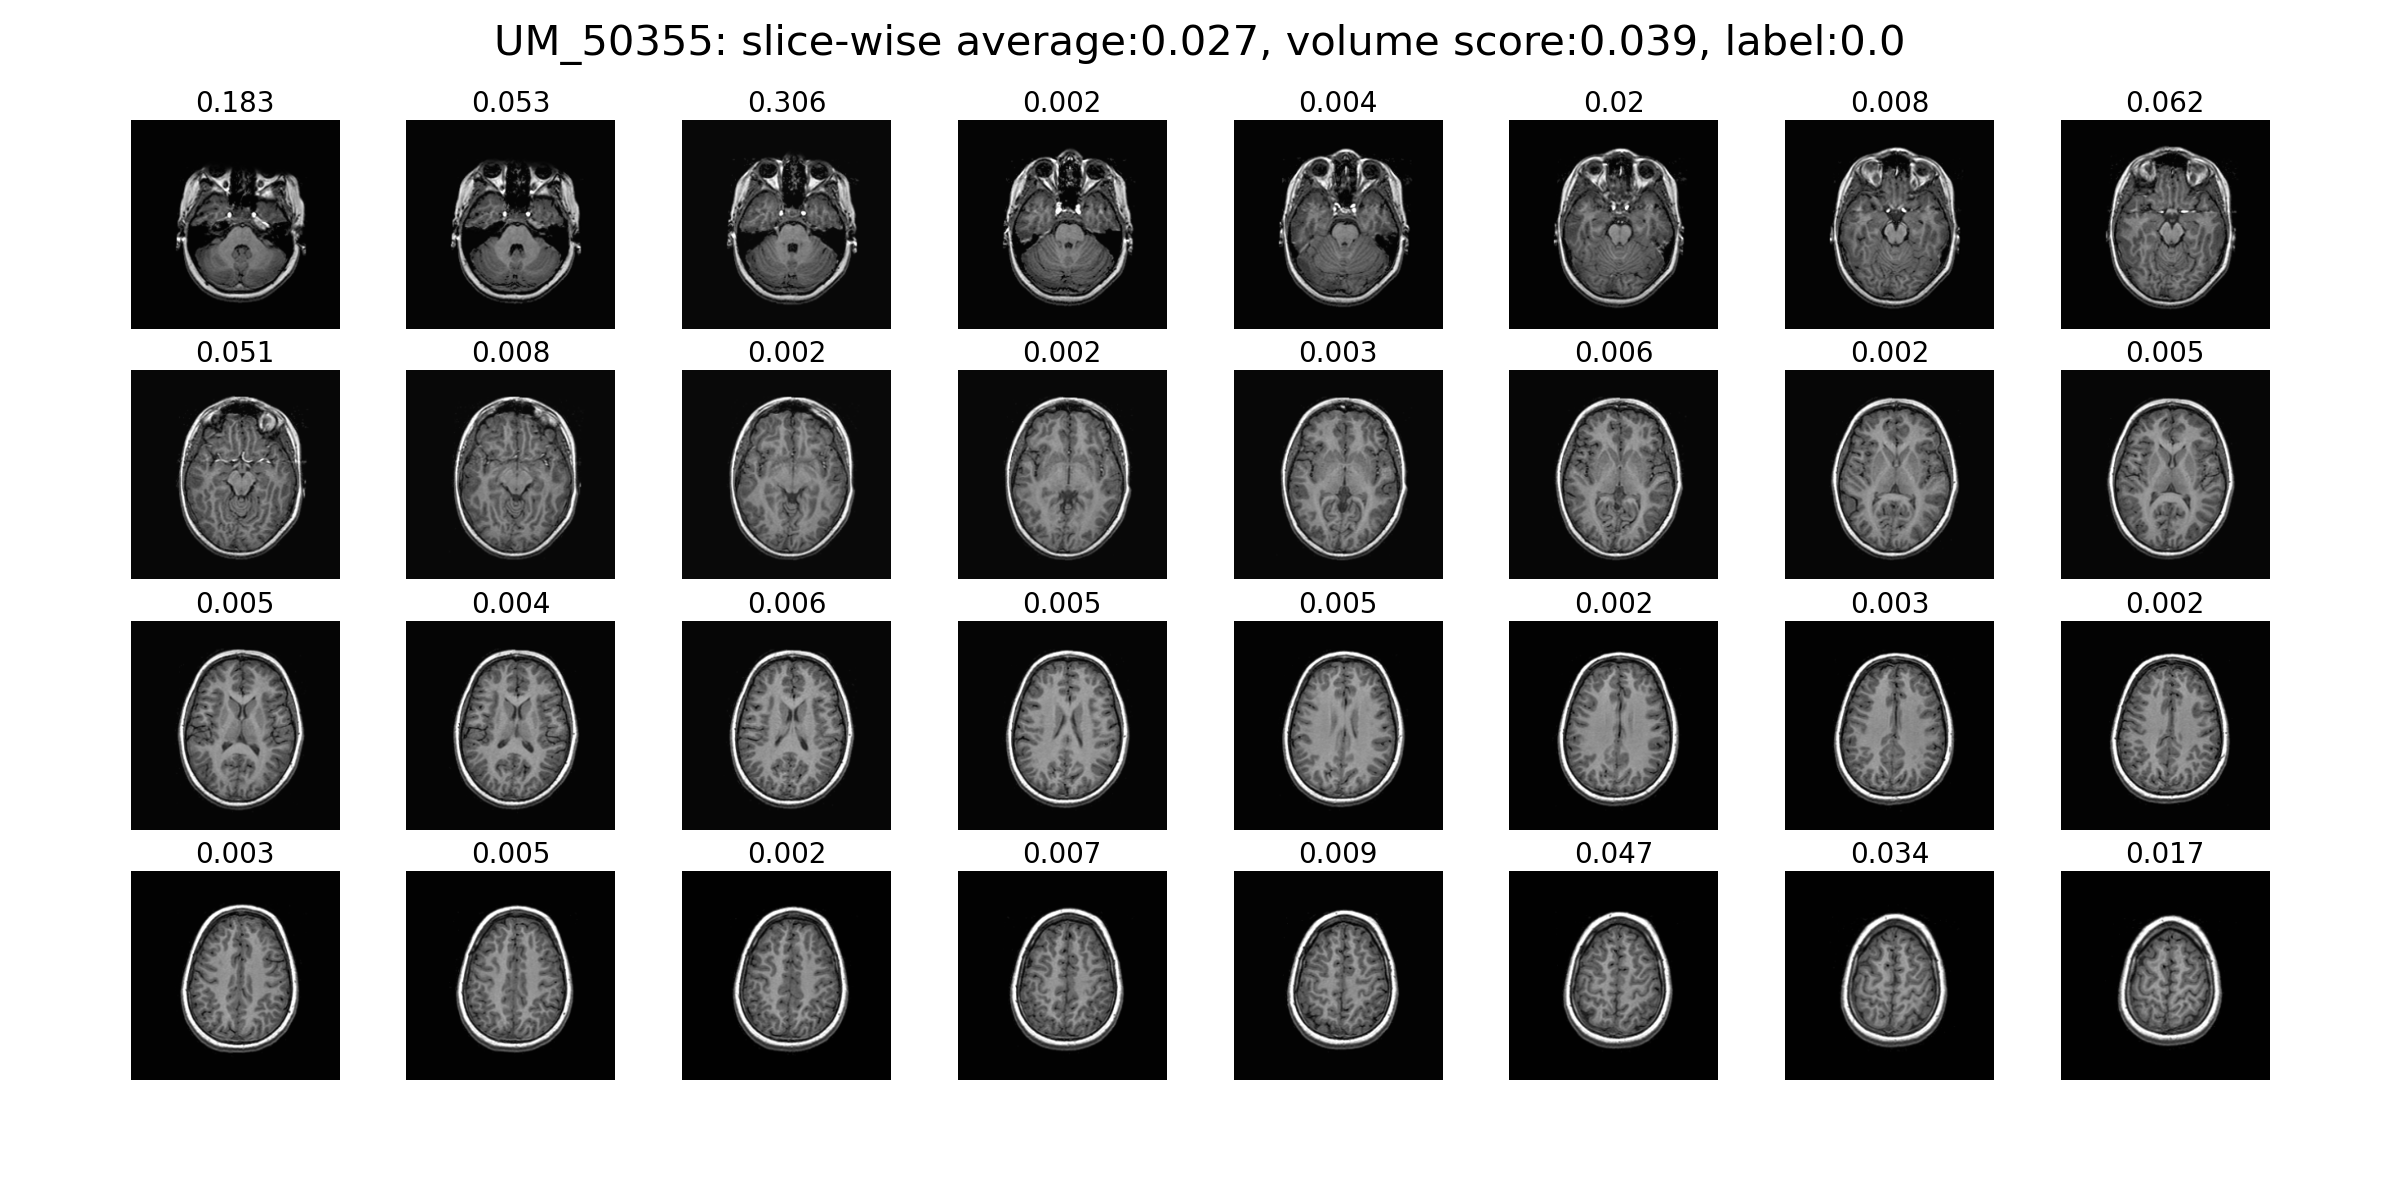 UM_50355: slice-wise average:0.027, volume score:0.039, label:0.0
0.183 0.053 0.306 0.002 0.004 0.02 0.008 0.062
0.051 0.008 0.002 0.002 0.003 0.006 0.002 0.005
0.005 0.004 0.006 0.005 0.005 0.002 0.003 0.002
0.003 0.005 0.002 0.007 0.009 0.047 0.034 0.017